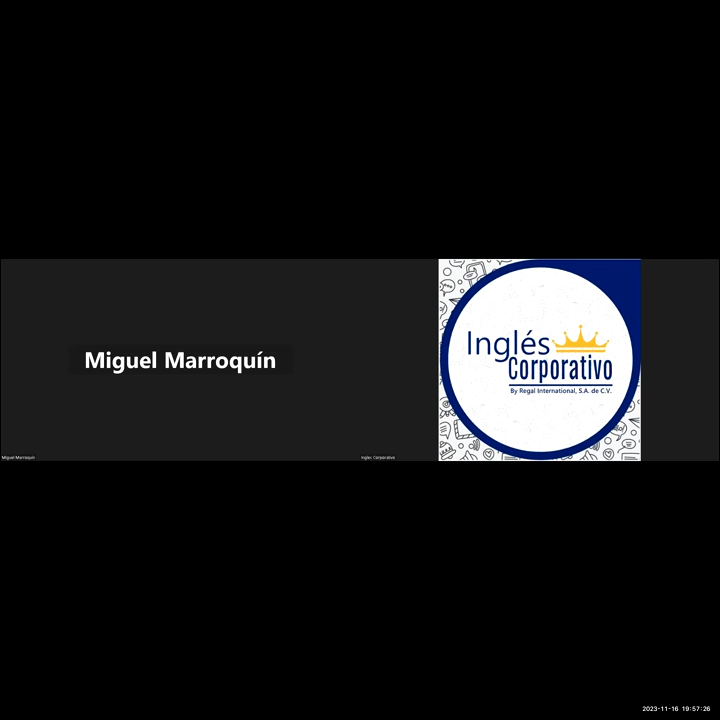 Miguel Marroquín
Inglés
Corporativo
By Regal International, S.A. de C.V.
Miguel Marroquín
Inglés Corporativo
2023-11-16 19:57:26